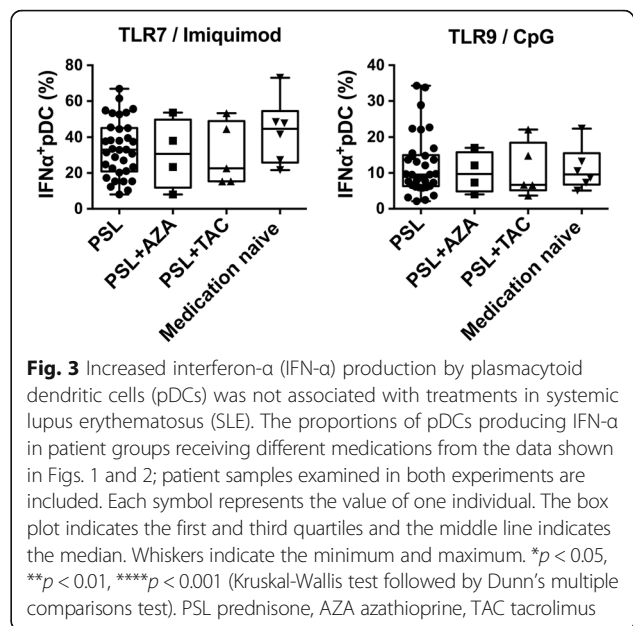 TLR7 / Imiquimod
IFNα+pDC (%)
80
60
40
20
0
PSL
PSL+AZA
PSL+TAC
Medication naive
TLR9 / CpG
IFNα+pDC (%)
40
30
20
10
0
PSL
PSL+AZA
PSL+TAC
Medication naive
Fig. 3 Increased interferon-α (IFN-α) production by plasmacytoid
dendritic cells (pDCs) was not associated with treatments in systemic
lupus erythematosus (SLE). The proportions of pDCs producing IFN-α
in patient groups receiving different medications from the data shown
in Figs. 1 and 2; patient samples examined in both experiments are
included. Each symbol represents the value of one individual. The box
plot indicates the first and third quartiles and the middle line indicates
the median. Whiskers indicate the minimum and maximum. *p < 0.05,
**p < 0.01, ****p < 0.001 (Kruskal-Wallis test followed by Dunn’s multiple
comparisons test). PSL prednisone, AZA azathioprine, TAC tacrolimus